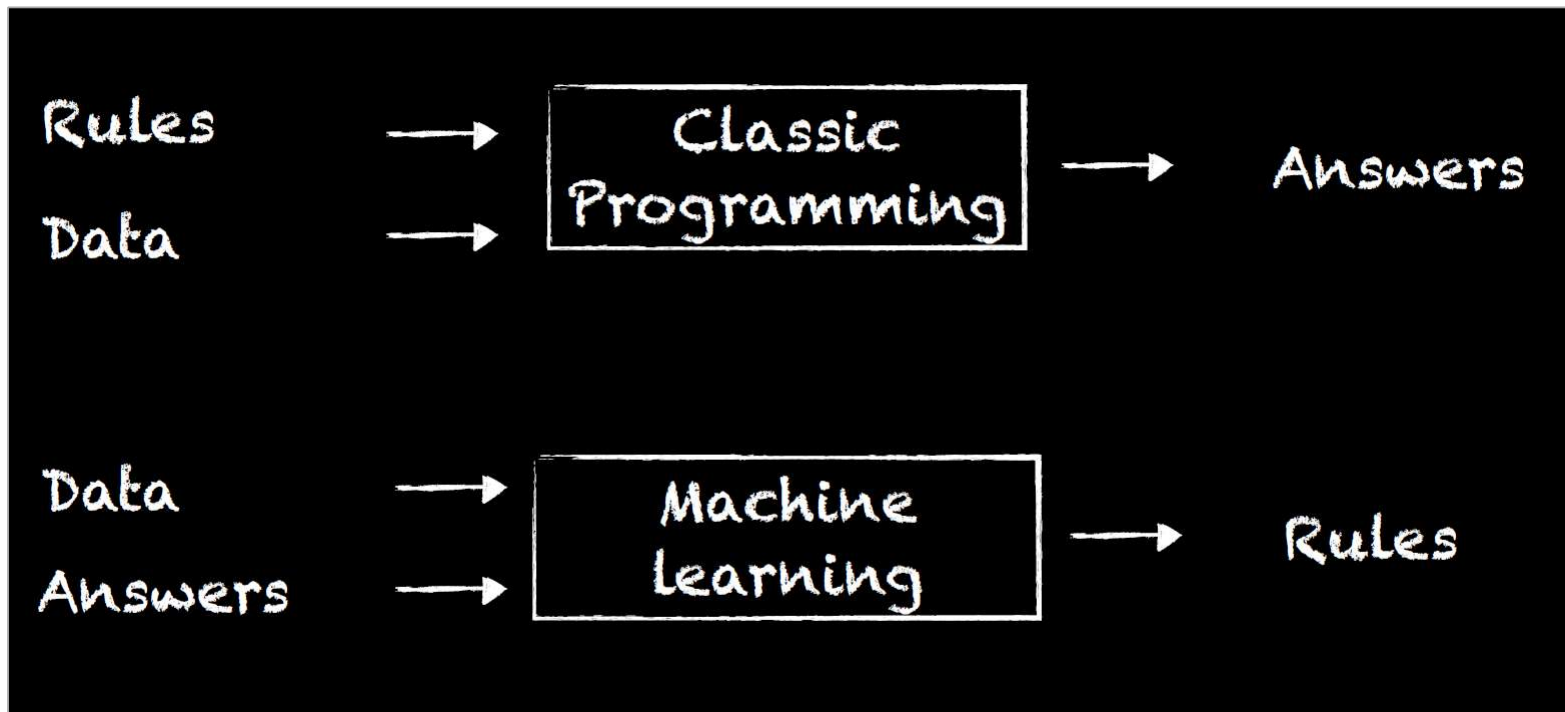 Rules
Data
Classic
Programming
Answers
Data
Answers
Machine
Learning
Rules